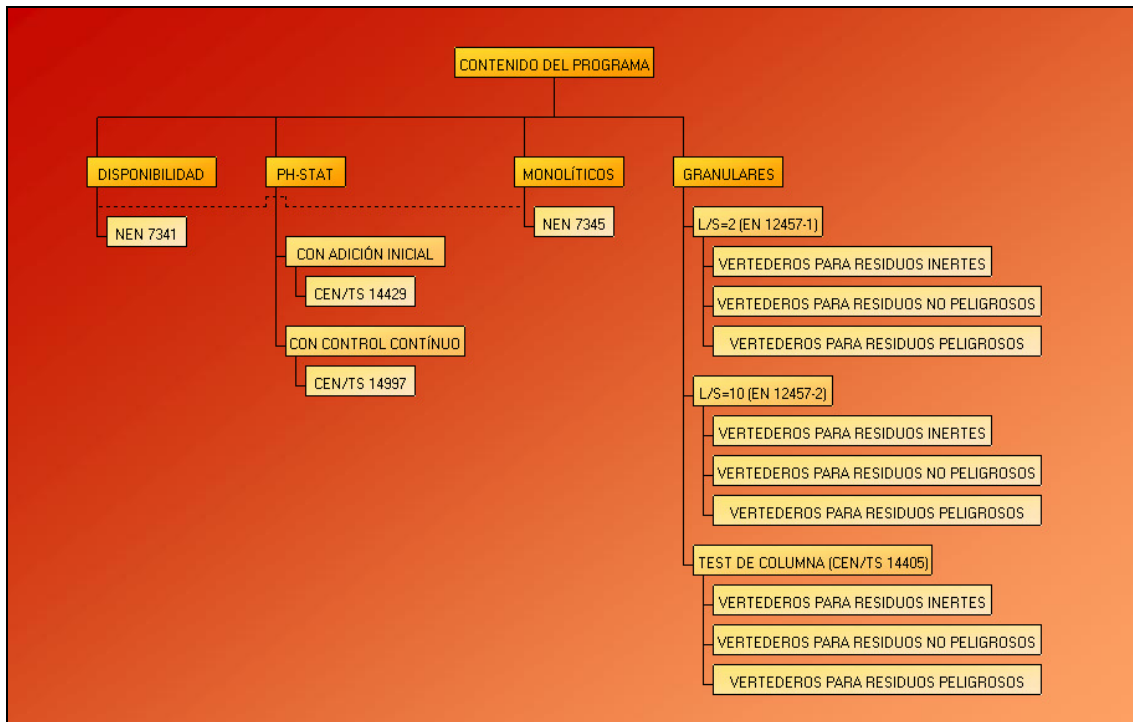 CONTENIDO DEL PROGRAMA
DISPONIBILIDAD
NEN 7341
PH-STAT
CON ADICIÓN INICIAL
CEN/TS 14429
CON CONTROL CONTÍNUO
CEN/TS 14997
MONOLÍTICOS
NEN 7345
GRANULARES
L/S=2 (EN 12457-1)
VERTEDEROS PARA RESIDUOS INERTES
VERTEDEROS PARA RESIDUOS NO PELIGROSOS
VERTEDEROS PARA RESIDUOS PELIGROSOS
L/S=10 (EN 12457-2)
VERTEDEROS PARA RESIDUOS INERTES
VERTEDEROS PARA RESIDUOS NO PELIGROSOS
VERTEDEROS PARA RESIDUOS PELIGROSOS
TEST DE COLUMNA (CEN/TS 14405)
VERTEDEROS PARA RESIDUOS INERTES
VERTEDEROS PARA RESIDUOS NO PELIGROSOS
VERTEDEROS PARA RESIDUOS PELIGROSOS